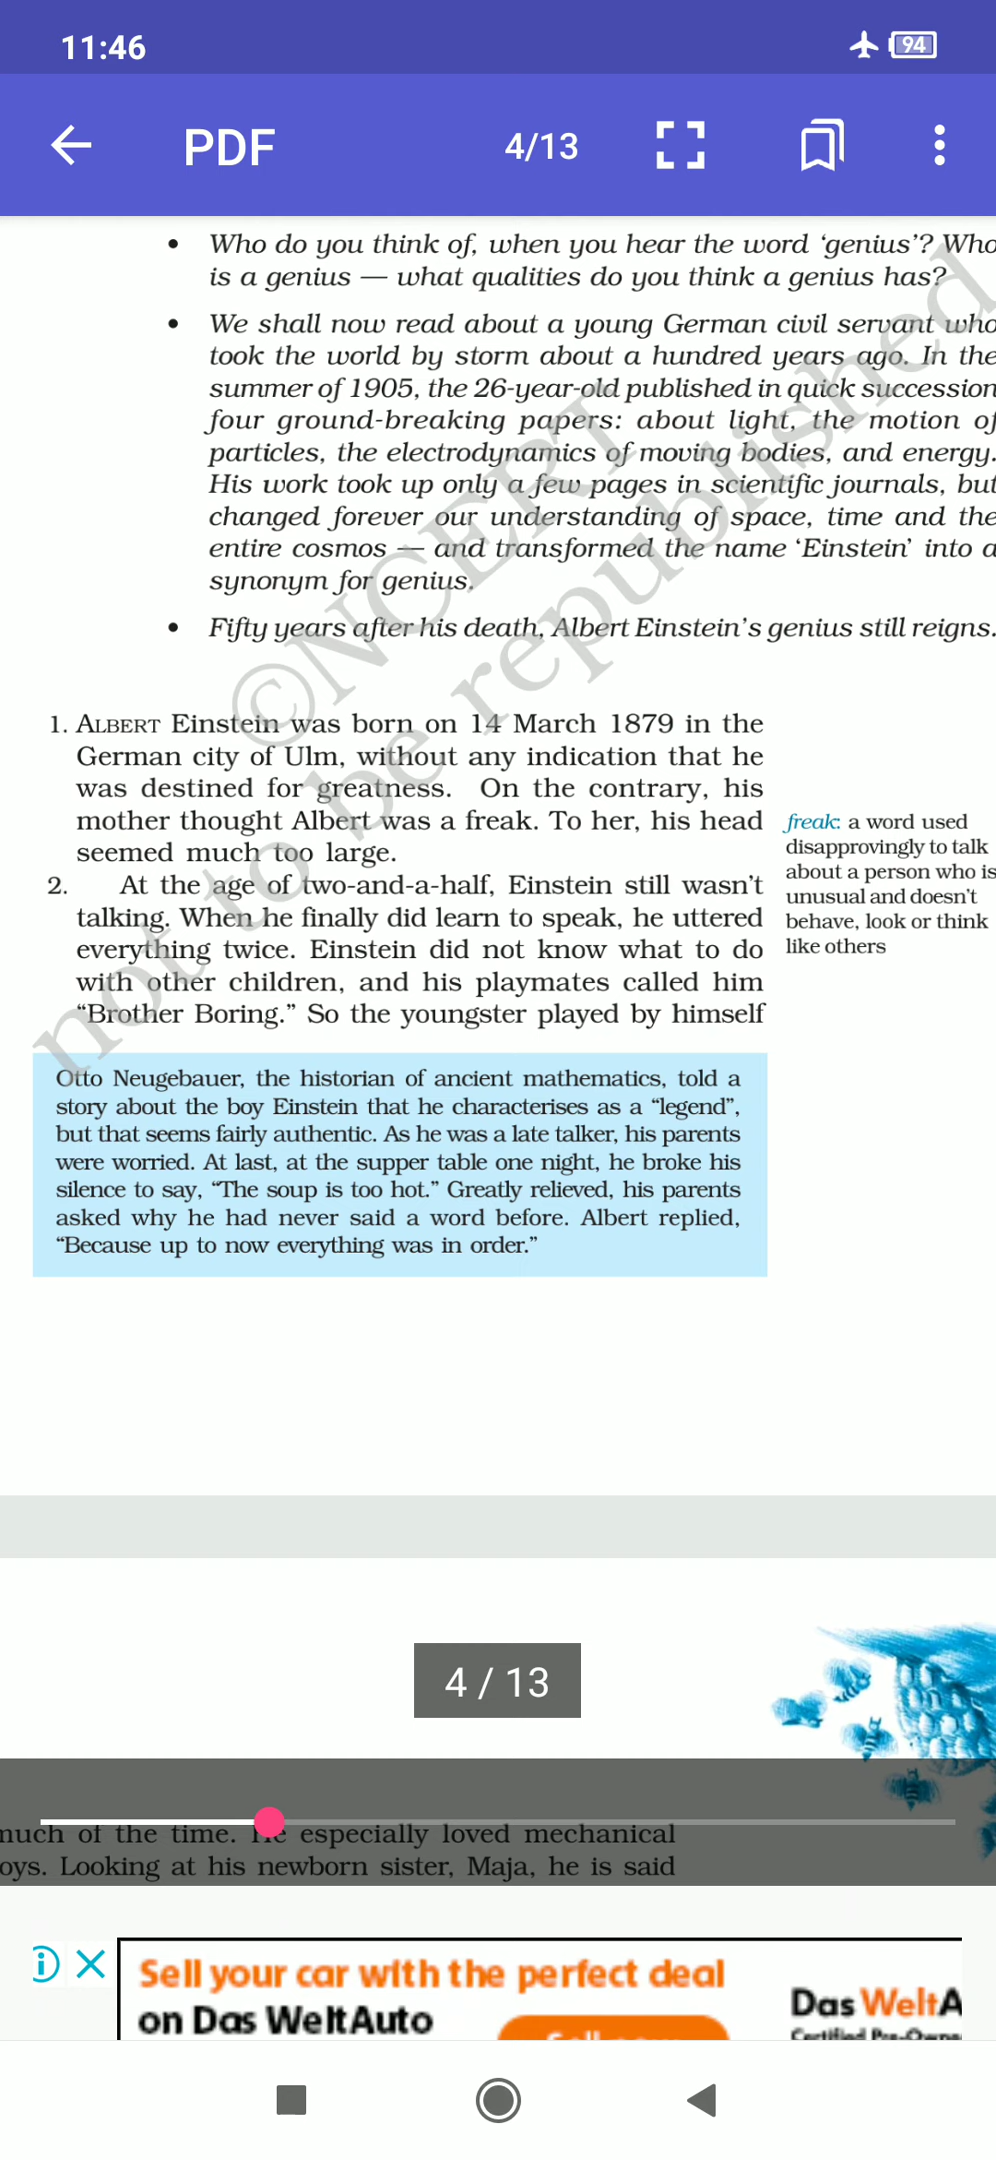 11:46
94
PDF
4/13
• Who do you think of, when you hear the word ‘genius’? Who
is a genius — what qualities do you think a genius has?
• We shall now read about a young German civil servant who
took the world by storm about a hundred years ago. In the
summer of 1905, the 26-year-old published in quick succession
four ground-breaking papers: about light, the motion of
particles, the electrodynamics of moving bodies, and energy.
His work took up only a few pages in scientific journals, but
changed forever our understanding of space, time and the
entire cosmos — and transformed the name ‘Einstein’ into a
synonym for genius.
• Fifty years after his death, Albert Einstein’s genius still reigns.
©NCERT
not to be republished
1. ALBERT Einstein was born on 14 March 1879 in the
German city of Ulm, without any indication that he
was destined for greatness. On the contrary, his
mother thought Albert was a freak. To her, his head
seemed much too large.
2. At the age of two-and-a-half, Einstein still wasn’t
talking. When he finally did learn to speak, he uttered
everything twice. Einstein did not know what to do
with other children, and his playmates called him
“Brother Boring.” So the youngster played by himself
freak: a word used
disapprovingly to talk
about a person who is
unusual and doesn’t
behave, look or think
like others
Otto Neugebauer, the historian of ancient mathematics, told a
story about the boy Einstein that he characterises as a “legend”,
but that seems fairly authentic. As he was a late talker, his parents
were worried. At last, at the supper table one night, he broke his
silence to say, “The soup is too hot.” Greatly relieved, his parents
asked why he had never said a word before. Albert replied,
“Because up to now everything was in order.”
4 / 13
much of the time. He especially loved mechanical
oys. Looking at his newborn sister, Maja, he is said
Sell your car with the perfect deal
on Das WeltAuto
Das WeltA